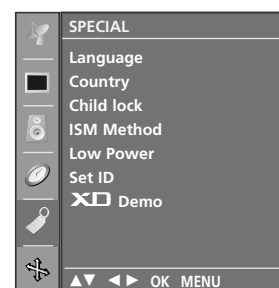 SPECIAL
Language
Country
Child lock
ISM Method
Low Power
Set ID
XD Demo
▲▼ ◄► OK MENU